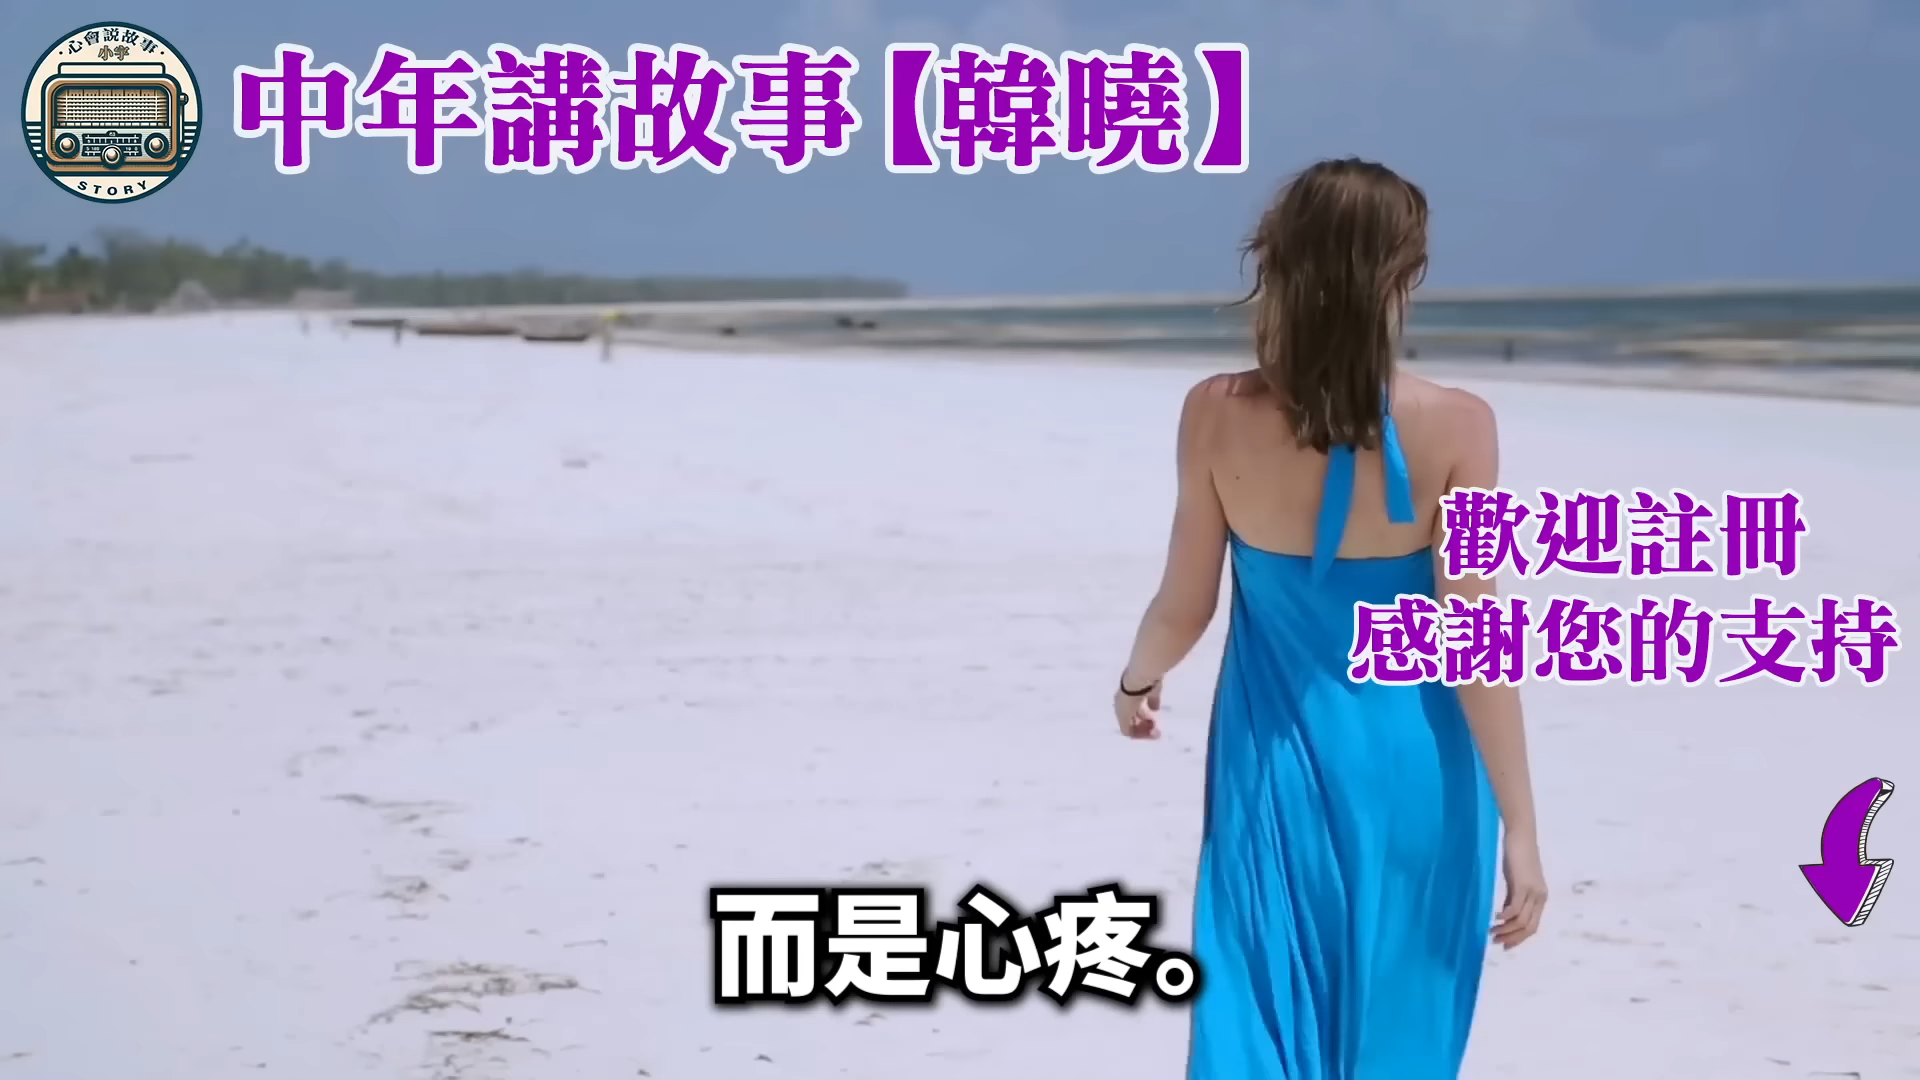 心會說故事
小宇
STORY
中年講故事【韓曉】
歡迎註冊
感謝您的支持
而是心疼。